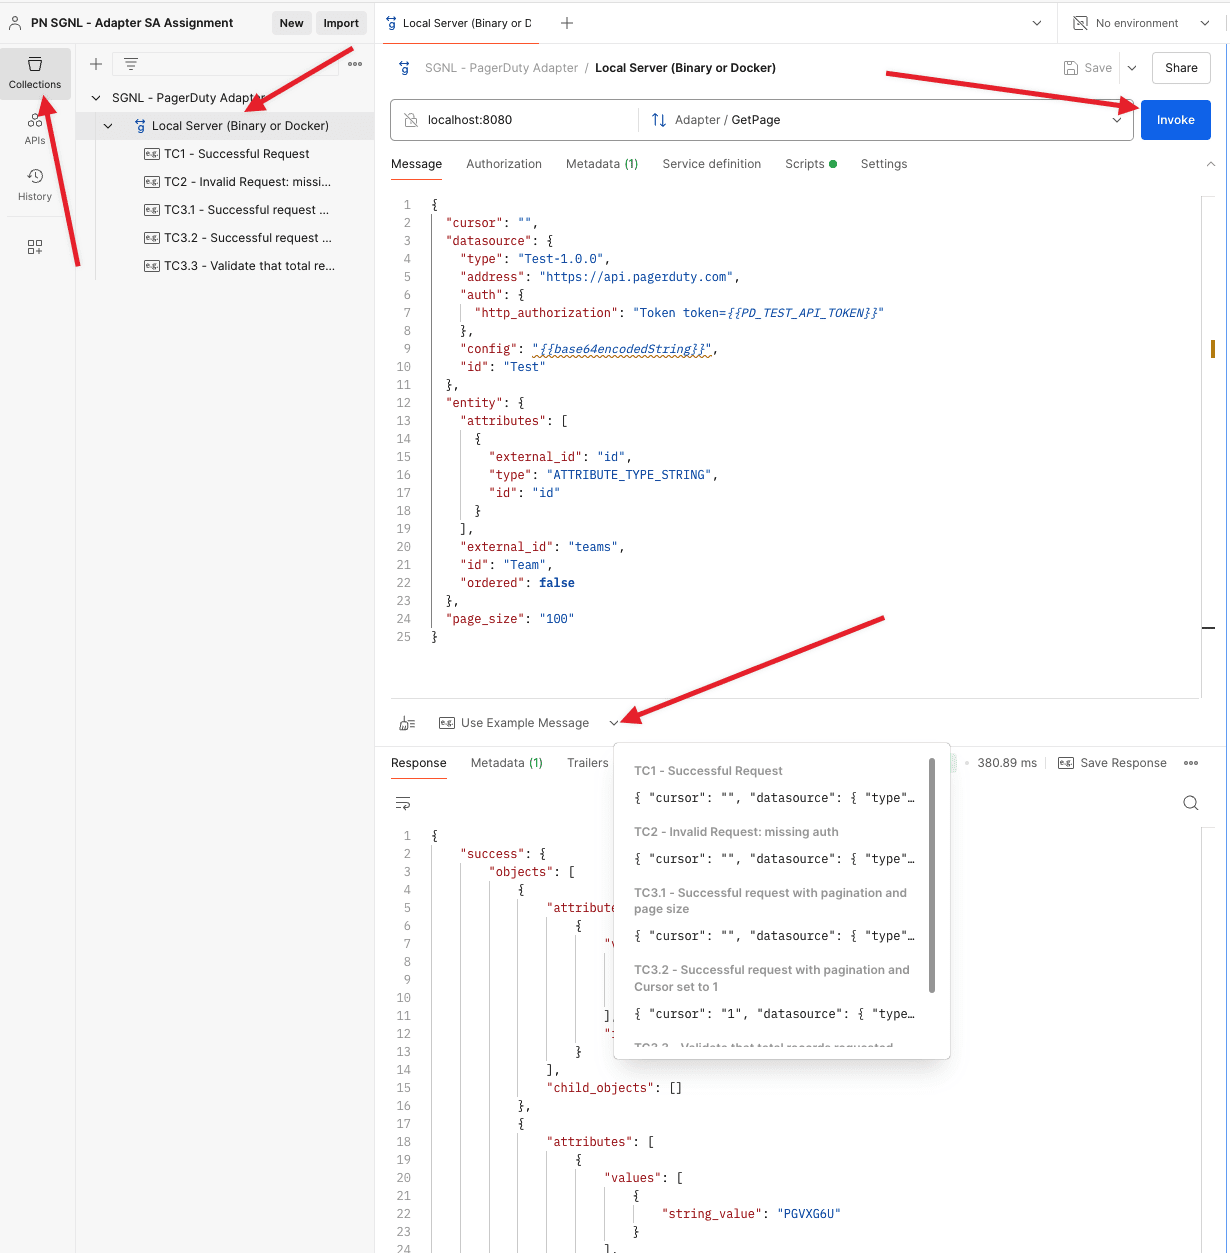 PN SGNL - Adapter SA Assignment
New
Import
Local Server (Binary or D
No environment
Collections
APIs
History
SGNL - PagerDuty Adapter
Local Server (Binary or Docker)
TC1 - Successful Request
TC2 - Invalid Request: missi...
TC3.1 - Successful request ...
TC3.2 - Successful request ...
TC3.3 - Validate that total re...
SGNL - PagerDuty Adapter / Local Server (Binary or Docker)
Save
Share
localhost:8080
Adapter / GetPage
Invoke
Message
Authorization
Metadata (1)
Service definition
Scripts
Settings
1 {
2 "cursor": "",
3 "datasource": {
4 "type": "Test-1.0.0",
5 "address": "https://api.pagerduty.com",
6 "auth": {
7 "http_authorization": "Token token={{PD_TEST_API_TOKEN}}"
8 },
9 "config": "{{base64encodedString}}",
10 "id": "Test"
11 },
12 "entity": {
13 "attributes": [
14 {
15 "external_id": "id",
16 "type": "ATTRIBUTE_TYPE_STRING",
17 "id": "id"
18 }
19 ],
20 "external_id": "teams",
21 "id": "Team",
22 "ordered": false
23 },
24 "page_size": "100"
25 }
e.g. Use Example Message
Response
Metadata (1)
Trailers
380.89 ms
e.g. Save Response
TC1 - Successful Request
{ "cursor": "", "datasource": { "type"…
TC2 - Invalid Request: missing auth
{ "cursor": "", "datasource": { "type"…
TC3.1 - Successful request with pagination and
page size
{ "cursor": "", "datasource": { "type"…
TC3.2 - Successful request with pagination and
Cursor set to 1
{ "cursor": "1", "datasource": { "type…
TC3.3 - Validate that total records requested
1 {
2 "success": {
3 "objects": [
4 {
5 "attribute
6 {
7 "
8
9
10
11 ]
12 "
13 }
14 ],
15 "child_objects": []
16 },
17 {
18 "attributes": [
19 {
20 "values": [
21 {
22 "string_value": "PGVXG6U"
23 }
24 ],